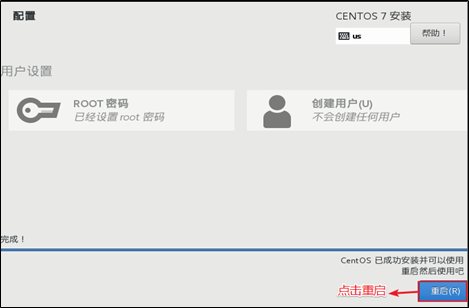 配置
CENTOS 7 安装
us
帮助！
用户设置
ROOT 密码
已经设置 root 密码
创建用户(U)
不会创建任何用户
完成！
CentOS 已成功安装并可以使用
重启然后使用吧
点击重启
重启(R)